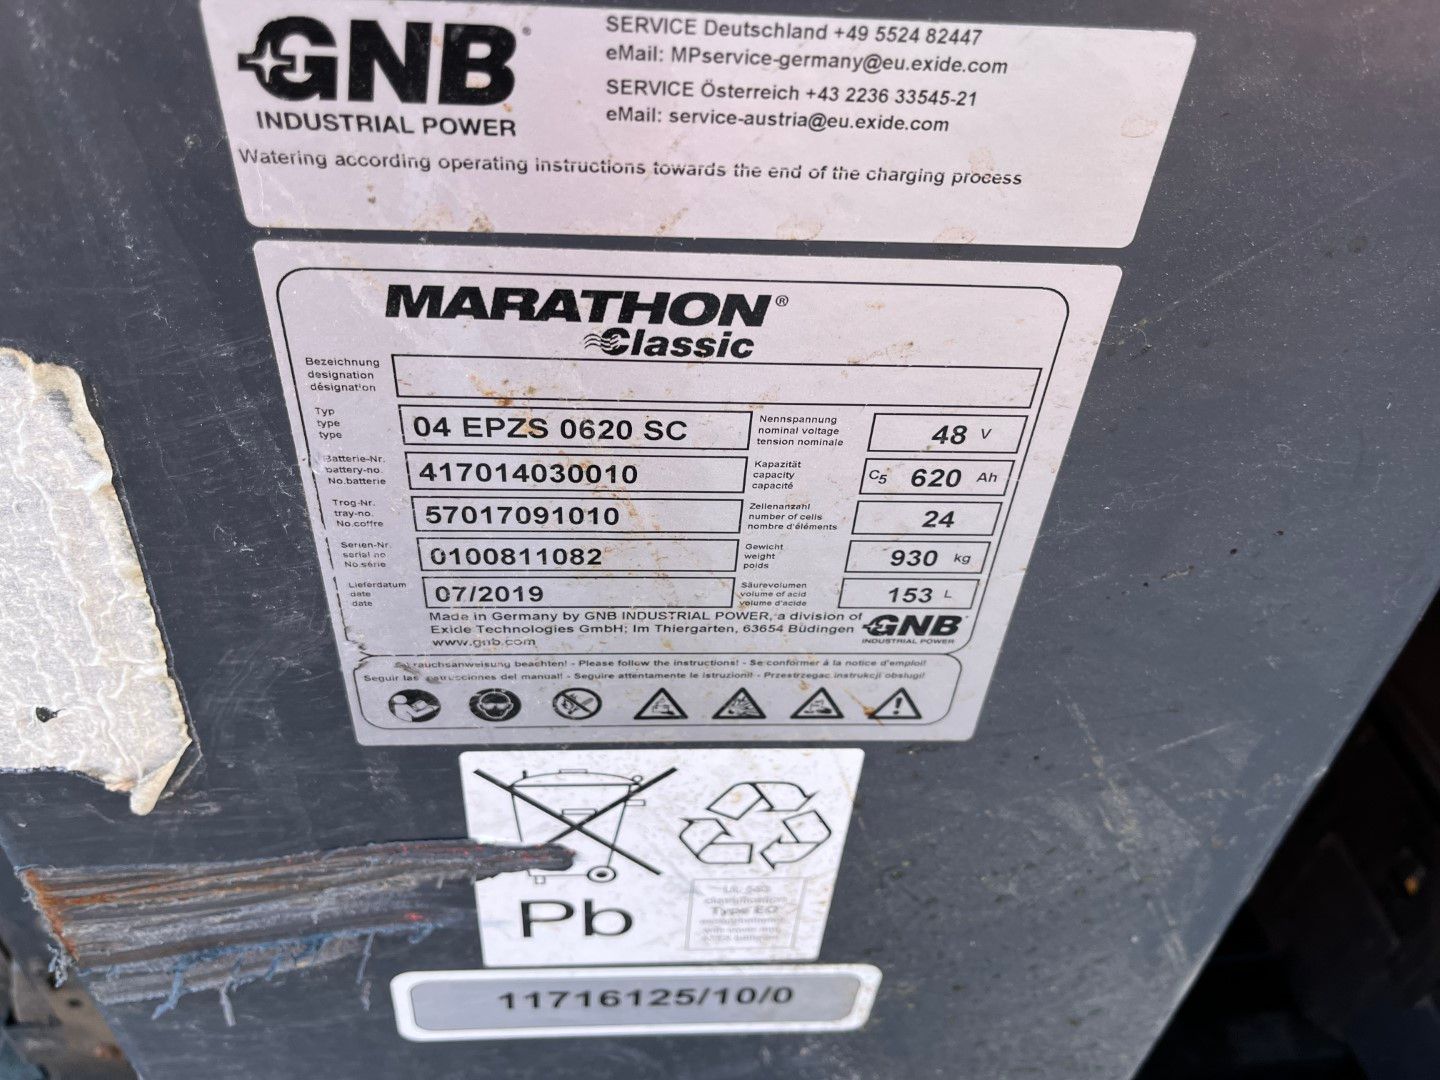 GNB®
INDUSTRIAL POWER
SERVICE Deutschland +49 5524 82447
eMail: MPservice-germany@eu.exide.com
SERVICE Österreich +43 2236 33545-21
eMail: service-austria@eu.exide.com
Watering according operating instructions towards the end of the charging process
MARATHON®
Classic
Bezeichnung
designation
désignation
Typ
type
type
04 EPZS 0620 SC
Nennspannung
nominal voltage
tension nominale
48 V
Batterie-Nr.
battery-no.
No.batterie
417014030010
Kapazität
capacity
capacité
C5 620 Ah
Trog-Nr.
tray-no.
No.coffre
57017091010
Zellenanzahl
number of cells
nombre d'éléments
24
Serien-Nr.
serial no
No.série
0100811082
Gewicht
weight
poids
930 kg
Lieferdatum
date
date
07/2019
Säurevolumen
volume of acid
volume d'acide
153 L
Made in Germany by GNB INDUSTRIAL POWER, a division of
Exide Technologies GmbH; Im Thiergarten, 63654 Büdingen
www.gnb.com
GNB
INDUSTRIAL POWER
beachten! - Please follow the instructions! - Se conformer à la notice d'emploi!
Seguir las del manual! - Seguire attentamente le istruzioni! - Przestrzegac instrukcji obslugi!
Pb
Type EO
11716125/10/0